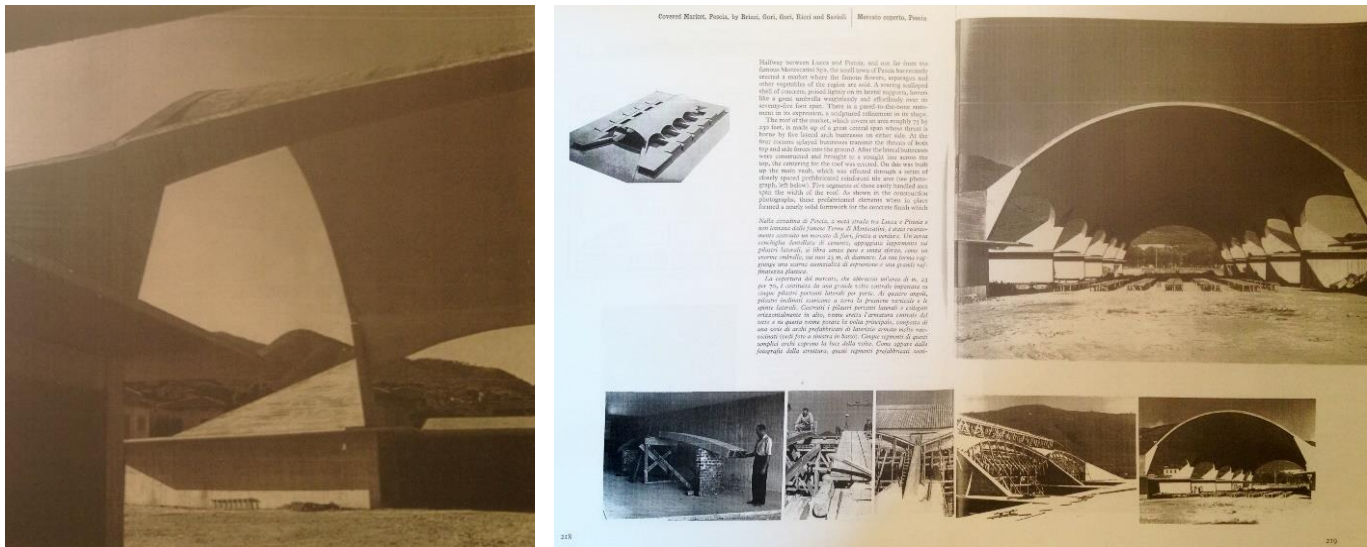 Covered Market, Pescia, by Brizzi, Gori, Gori, Ricci and Savioli
Mercato coperto, Pescia
Halfway between Lucca and Pistoia, and not far from the
famous Montecatini Spa, the small town of Pescia has recently
erected a market where the famous flowers, asparagus and
other vegetables of the region are sold. A soaring scalloped
shell of concrete, poised lightly on its lateral supports, hovers
like a great umbrella weightlessly and effortlessly over its
seventy-five foot span. There is a pared-to-the-bone state-
ment in its expression, a sculptured refinement in its shape.
The roof of the market, which covers an area roughly 75 by
230 feet, is made up of a great central span whose thrust is
borne by five lateral arch buttresses on either side. At the
four corners splayed buttresses transmit the thrusts of both
top and side forces into the ground. After the lateral buttresses
were constructed and brought to a straight line across the
top, the centering for the roof was erected. On this was built
up the main vault, which was effected through a series of
closely spaced prefabricated reinforced tile arcs (see photo-
graph, left below). Five segments of these easily handled arcs
span the width of the roof. As shown in the construction
photographs, these prefabricated elements when in place
formed a nearly solid formwork for the concrete finish which
Nella cittadina di Pescia, a metà strada tra Lucca e Pistoia e
non lontana dalle famose Terme di Montecatini, è stato recente-
mente costruito un mercato di fiori, frutta e verdura. Un'aerea
conchiglia dentellata di cemento, appoggiata leggermente sui
pilastri laterali, si libra senza peso e senza sforzo, come un
enorme ombrello, sui suoi 23 m. di diametro. La sua forma rag-
giunge una scarna essenzialità di espressione e una grande raf-
finatezza plastica.
La copertura del mercato, che abbraccia un'area di m. 23
per 70, è costituita da una grande volta centrale impostata su
cinque pilastri portanti laterali per parte. Ai quattro angoli,
pilastri inclinati scaricano a terra la pressione verticale e le
spinte laterali. Costruiti i pilastri portanti laterali e collegati
orizzontalmente in alto, venne eretta l'armatura centrale del
tetto e su questa venne gettata la volta principale, composta di
una serie di archi prefabbricati di laterizio armato molto ravvi-
cinati (vedi foto a sinistra in basso). Cinque segmenti di questi
semplici archi coprono la luce della volta. Come appare dalle
fotografie della struttura, questi segmenti prefabbricati costi-
218
219